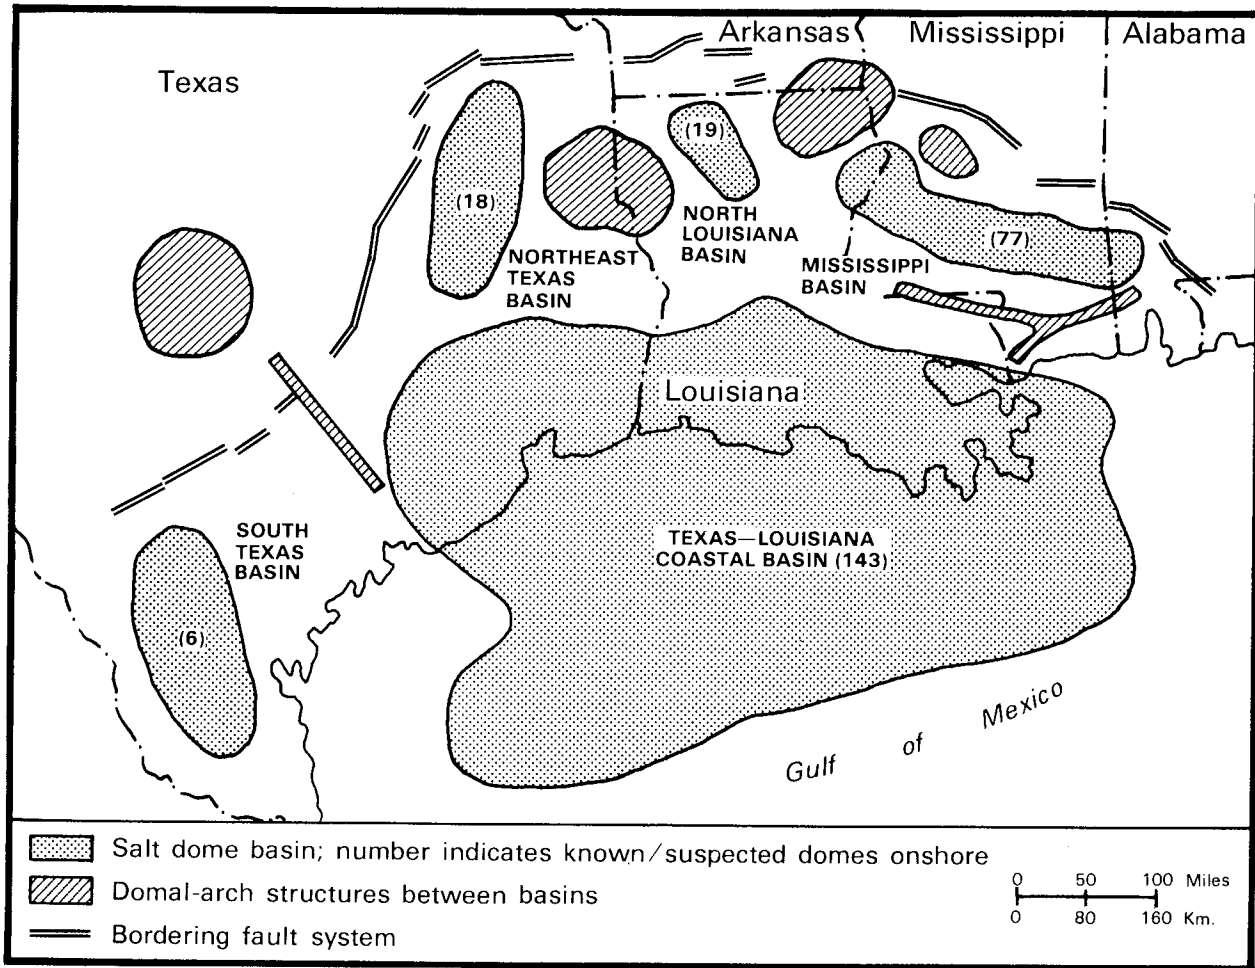 Arkansas
Mississippi
Alabama
Texas
(19)
(18)
NORTH
LOUISIANA
BASIN
(77)
NORTHEAST
TEXAS
BASIN
MISSISSIPPI
BASIN
Louisiana
SOUTH
TEXAS
BASIN
TEXAS—LOUISIANA
COASTAL BASIN (143)
(6)
Gulf of Mexico
Salt dome basin; number indicates known/suspected domes onshore
Domal-arch structures between basins
Bordering fault system
0 50 100 Miles
0 80 160 Km.